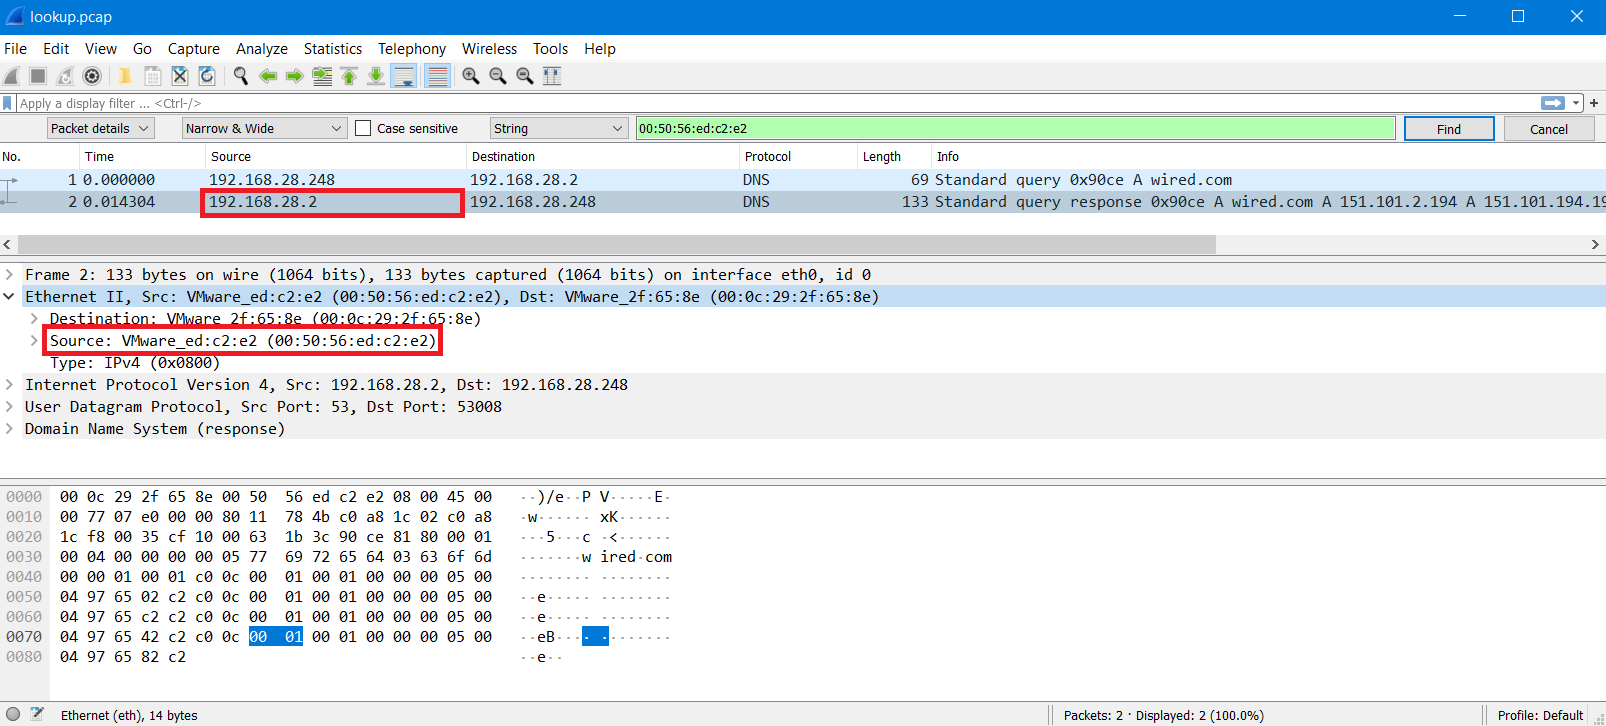 lookup.pcap
File Edit View Go Capture Analyze Statistics Telephony Wireless Tools Help
Apply a display filter ... <Ctrl-/>
Packet details Narrow & Wide Case sensitive String 00:50:56:ed:c2:e2 Find Cancel
No. Time Source Destination Protocol Length Info
1 0.000000 192.168.28.248 192.168.28.2 DNS 69 Standard query 0x90ce A wired.com
2 0.014304 192.168.28.2 192.168.28.248 DNS 133 Standard query response 0x90ce A wired.com A 151.101.2.194 A 151.101.194.19
Frame 2: 133 bytes on wire (1064 bits), 133 bytes captured (1064 bits) on interface eth0, id 0
Ethernet II, Src: VMware_ed:c2:e2 (00:50:56:ed:c2:e2), Dst: VMware_2f:65:8e (00:0c:29:2f:65:8e)
Destination: VMware_2f:65:8e (00:0c:29:2f:65:8e)
Source: VMware_ed:c2:e2 (00:50:56:ed:c2:e2)
Type: IPv4 (0x0800)
Internet Protocol Version 4, Src: 192.168.28.2, Dst: 192.168.28.248
User Datagram Protocol, Src Port: 53, Dst Port: 53008
Domain Name System (response)
0000 00 0c 29 2f 65 8e 00 50 56 ed c2 e2 08 00 45 00 ··)/e··P V·····E·
0010 00 77 07 e0 00 00 80 11 78 4b c0 a8 1c 02 c0 a8 ·w······ xK······
0020 1c f8 00 35 cf 10 00 63 1b 3c 90 ce 81 80 00 01 ···5···c ·<······
0030 00 04 00 00 00 00 05 77 69 72 65 64 03 63 6f 6d ·······w ired·com
0040 00 00 01 00 01 c0 0c 00 01 00 01 00 00 00 05 00 ········ ········
0050 04 97 65 02 c2 c0 0c 00 01 00 01 00 00 00 05 00 ··e····· ········
0060 04 97 65 c2 c2 c0 0c 00 01 00 01 00 00 00 05 00 ··e····· ········
0070 04 97 65 42 c2 c0 0c 00 01 00 01 00 00 00 05 00 ··eB···· ········
0080 04 97 65 82 c2 ··e··
Ethernet (eth), 14 bytes Packets: 2 · Displayed: 2 (100.0%) Profile: Default